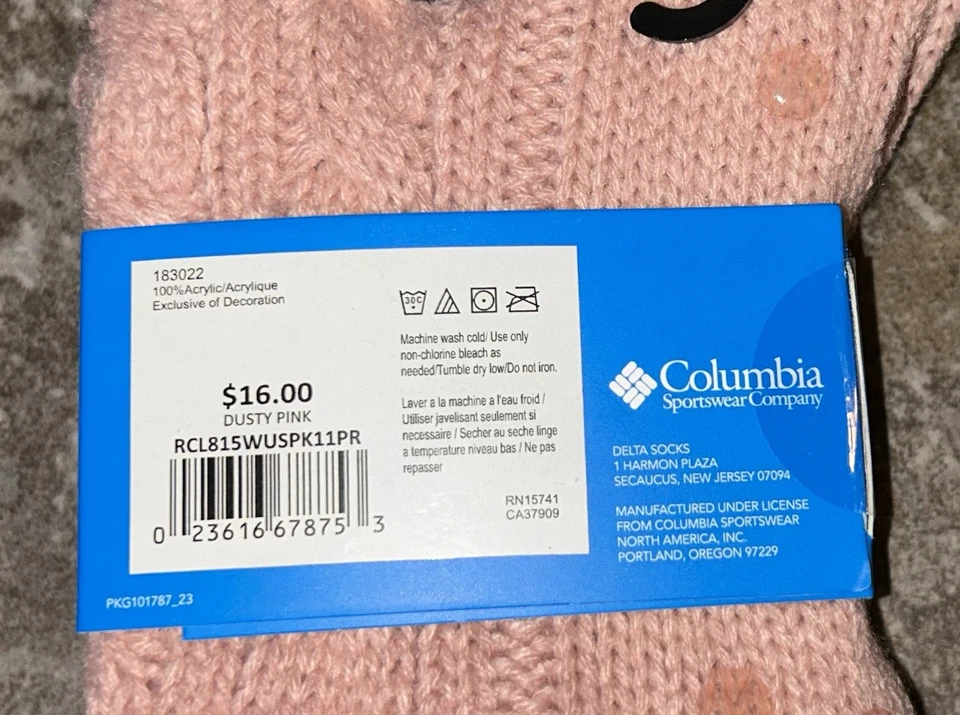 183022
100%Acrylic/Acrylique
Exclusive of Decoration
$16.00
DUSTY PINK
RCL815WUSPK11PR
0 23616 67875 3
30C
Machine wash cold/ Use only
non-chlorine bleach as
needed/Tumble dry low/Do not iron.
Laver a la machine a l'eau froid /
Utiliser javelisant seulement si
necessaire / Secher au seche linge
a temperature niveau bas / Ne pas
repasser
RN15741
CA37909
Columbia
Sportswear Company
DELTA SOCKS
1 HARMON PLAZA
SECAUCUS, NEW JERSEY 07094
MANUFACTURED UNDER LICENSE
FROM COLUMBIA SPORTSWEAR
NORTH AMERICA, INC.
PORTLAND, OREGON 97229
PKG101787_23